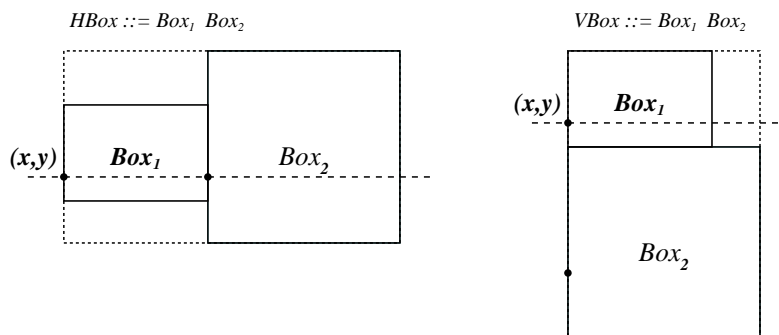 HBox ::= Box₁ Box₂
(x,y) Box₁ Box₂
VBox ::= Box₁ Box₂
(x,y) Box₁
Box₂